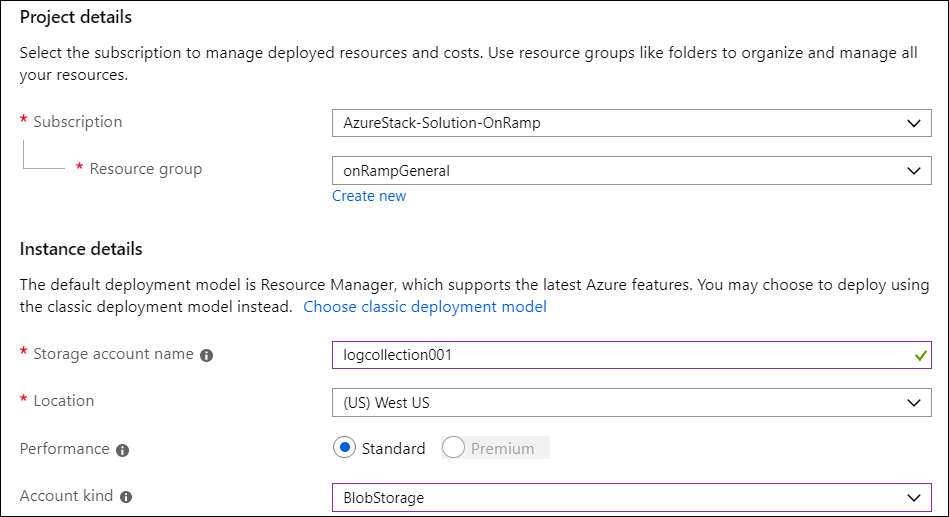 Project details
Select the subscription to manage deployed resources and costs. Use resource groups like folders to organize and manage all
your resources.
* Subscription
AzureStack-Solution-OnRamp
* Resource group
onRampGeneral
Create new
Instance details
The default deployment model is Resource Manager, which supports the latest Azure features. You may choose to deploy using
the classic deployment model instead. Choose classic deployment model
* Storage account name
logcollection001
* Location
(US) West US
Performance
Standard
Premium
Account kind
BlobStorage